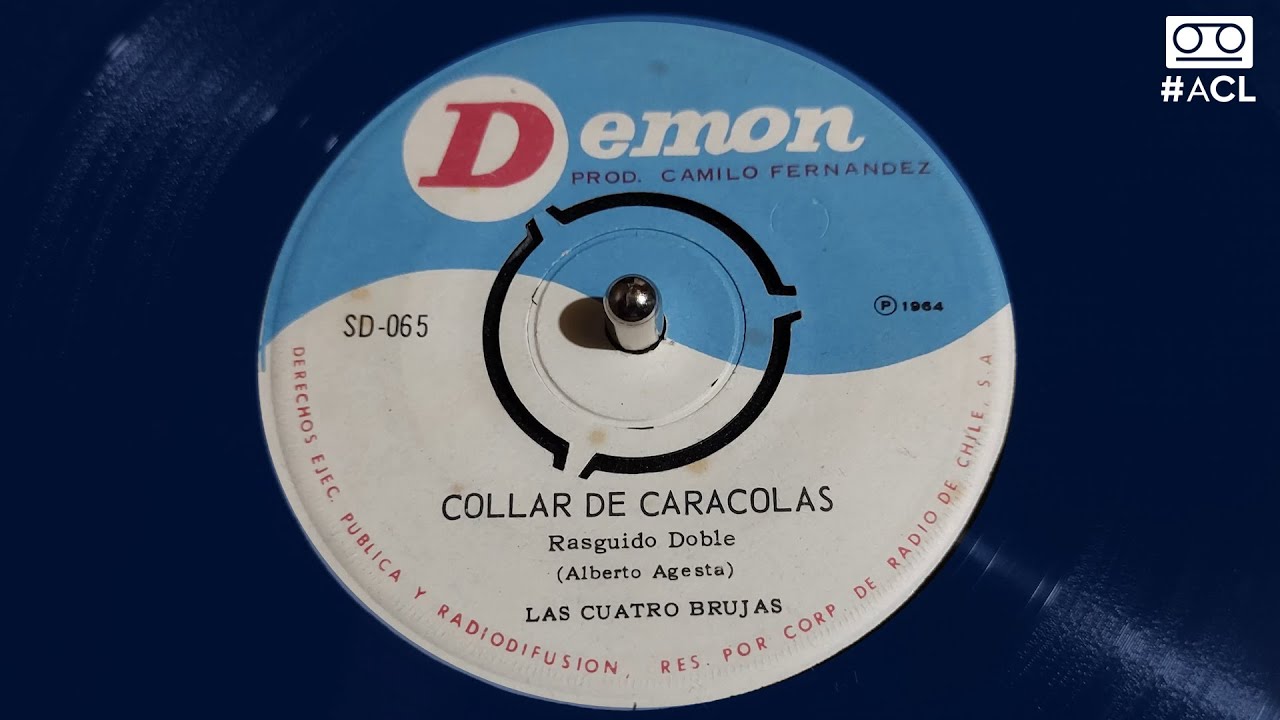 #ACL
Demon
PROD. CAMILO FERNANDEZ
SD-065
Ⓟ 1964
COLLAR DE CARACOLAS
Rasguido Doble
(Alberto Agesta)
LAS CUATRO BRUJAS
DERECHOS EJEC. PUBLICA Y RADIODIFUSION, RES. POR CORP. DE RADIO DE CHILE, S.A